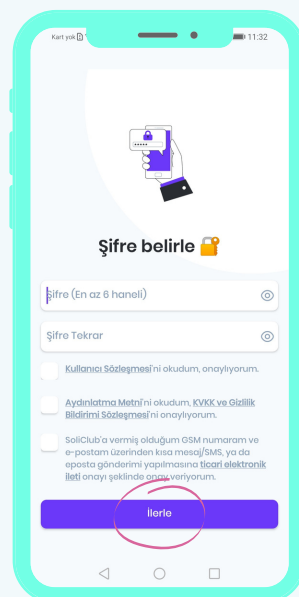 Kart yok
11:32
Şifre belirle
Şifre (En az 6 haneli)
Şifre Tekrar
Kullanıcı Sözleşmesi'ni okudum, onaylıyorum.
Aydınlatma Metni'ni okudum, KVKK ve Gizlilik
Bildirimi Sözleşmesi'ni onaylıyorum.
SoliClub'a vermiş olduğum GSM numaram ve
e-postam üzerinden kısa mesaj/SMS, ya da
eposta gönderimi yapılmasına ticari elektronik
ileti onayı şeklinde onay veriyorum.
İlerle